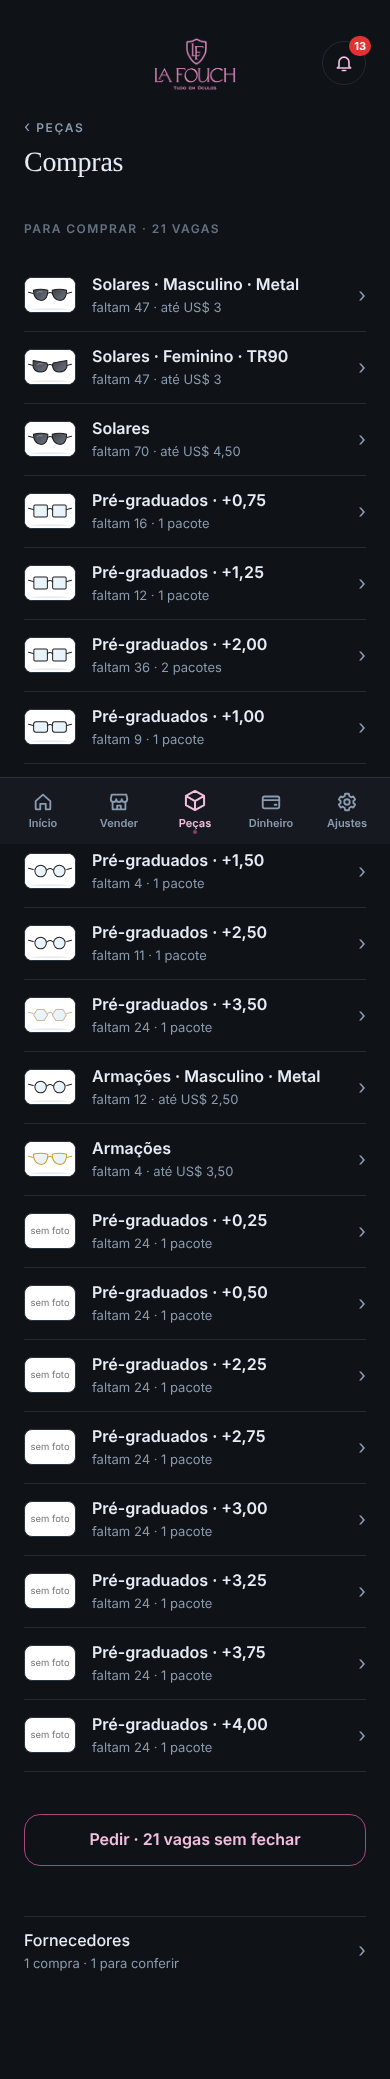 LF
LA FOUCH
TUDO EM ÓCULOS
13
‹ PEÇAS
Compras
PARA COMPRAR · 21 VAGAS
Solares · Masculino · Metal
faltam 47 · até US$ 3
Solares · Feminino · TR90
faltam 47 · até US$ 3
Solares
faltam 70 · até US$ 4,50
Pré-graduados · +0,75
faltam 16 · 1 pacote
Pré-graduados · +1,25
faltam 12 · 1 pacote
Pré-graduados · +2,00
faltam 36 · 2 pacotes
Pré-graduados · +1,00
faltam 9 · 1 pacote
Início
Vender
Peças
Dinheiro
Ajustes
Pré-graduados · +1,50
faltam 4 · 1 pacote
Pré-graduados · +2,50
faltam 11 · 1 pacote
Pré-graduados · +3,50
faltam 24 · 1 pacote
Armações · Masculino · Metal
faltam 12 · até US$ 2,50
Armações
faltam 4 · até US$ 3,50
sem foto
Pré-graduados · +0,25
faltam 24 · 1 pacote
sem foto
Pré-graduados · +0,50
faltam 24 · 1 pacote
sem foto
Pré-graduados · +2,25
faltam 24 · 1 pacote
sem foto
Pré-graduados · +2,75
faltam 24 · 1 pacote
sem foto
Pré-graduados · +3,00
faltam 24 · 1 pacote
sem foto
Pré-graduados · +3,25
faltam 24 · 1 pacote
sem foto
Pré-graduados · +3,75
faltam 24 · 1 pacote
sem foto
Pré-graduados · +4,00
faltam 24 · 1 pacote
Pedir · 21 vagas sem fechar
Fornecedores
1 compra · 1 para conferir